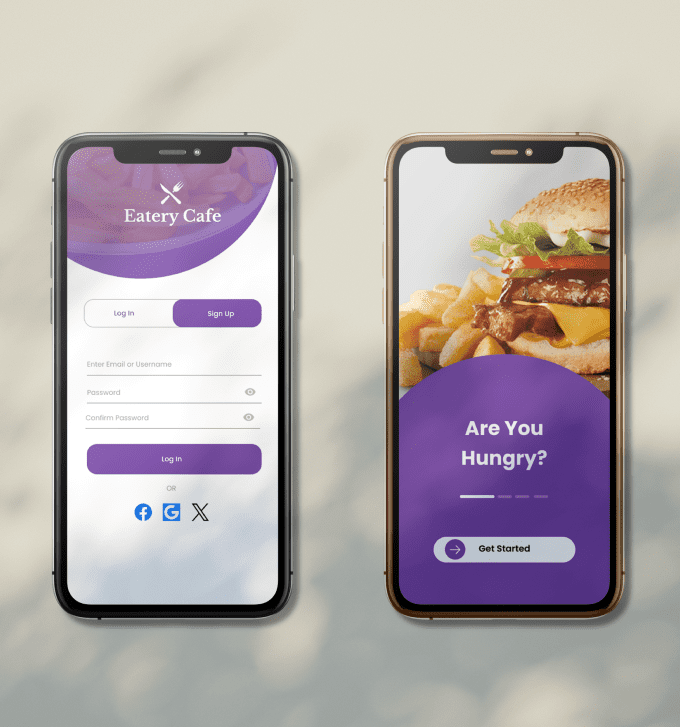 Eatery Cafe
Log In
Sign Up
Enter Email or Username
Password
Confirm Password
Log In
OR
Are You
Hungry?
Get Started